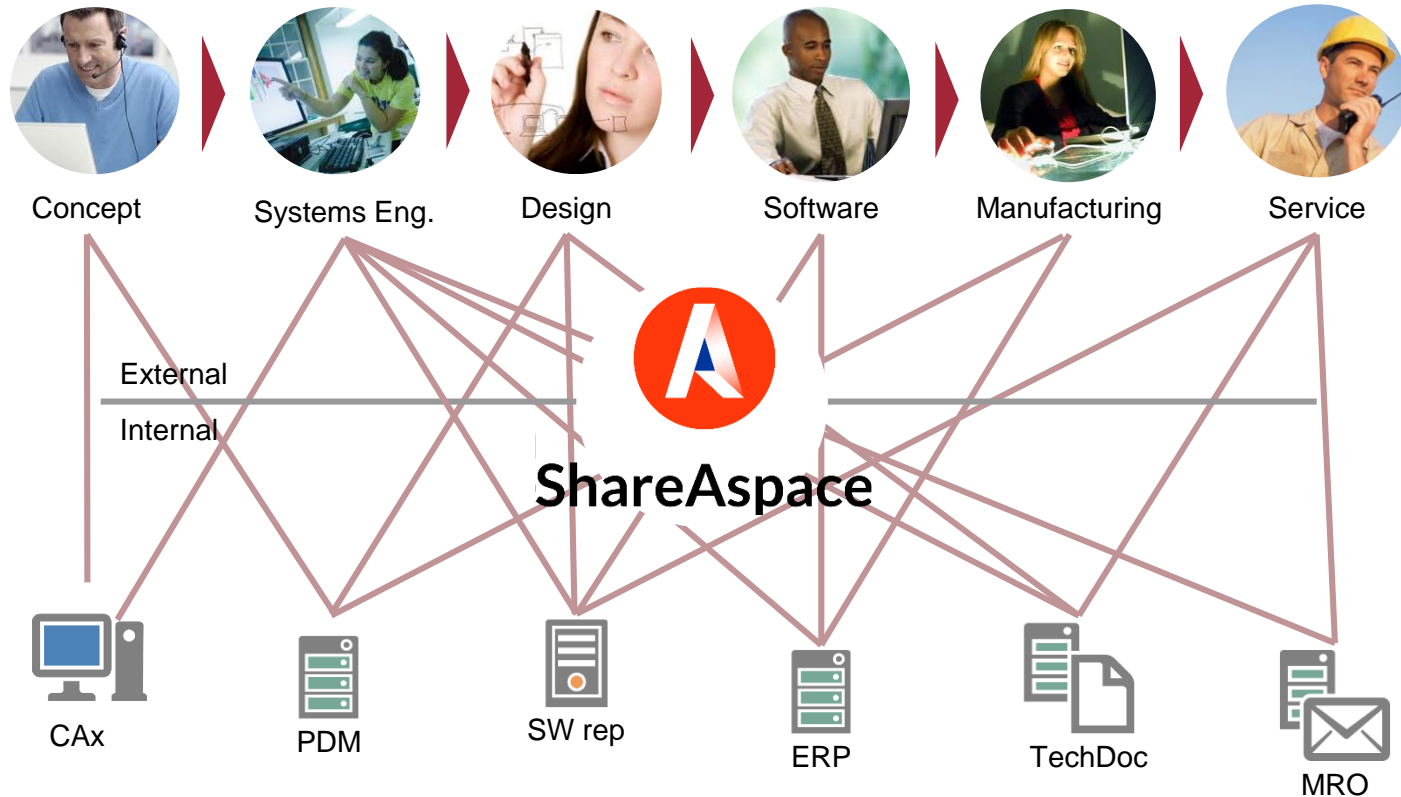 Concept
Systems Eng.
Design
Software
Manufacturing
Service
External
Internal
ShareAspace
CAx
PDM
SW rep
ERP
TechDoc
MRO